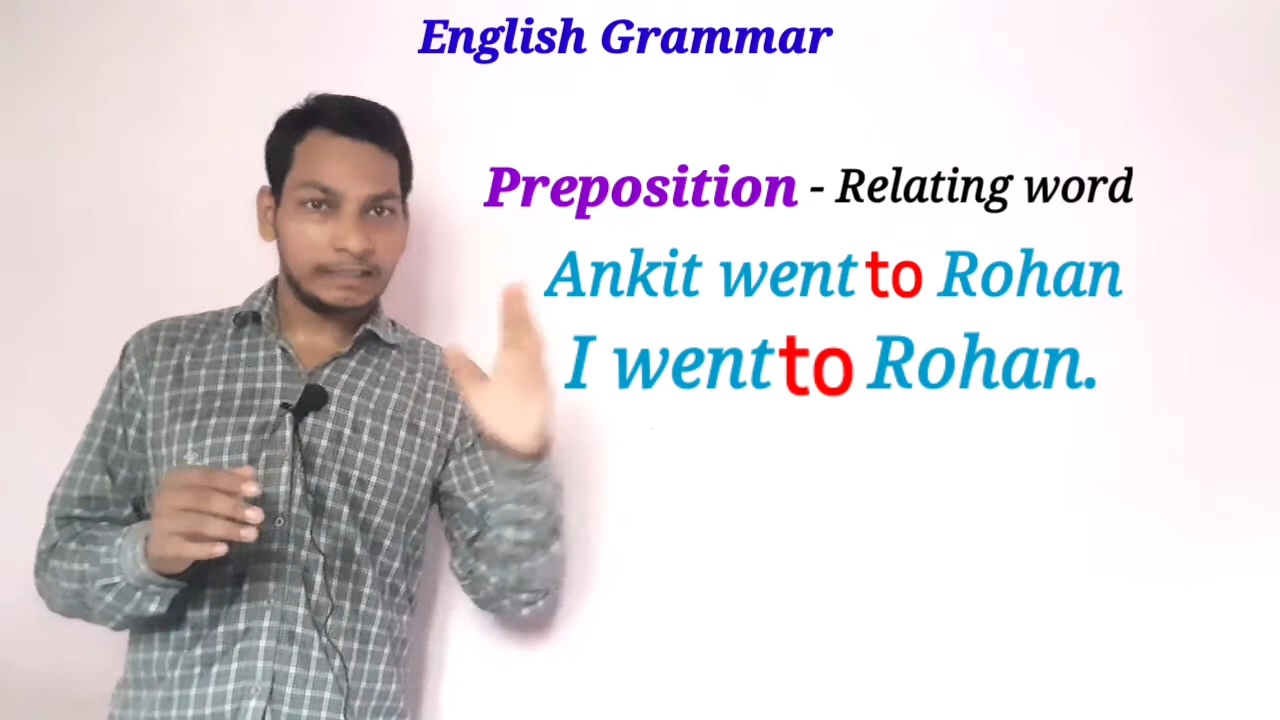 English Grammar
Preposition - Relating word
Ankit went to Rohan
I went to Rohan.